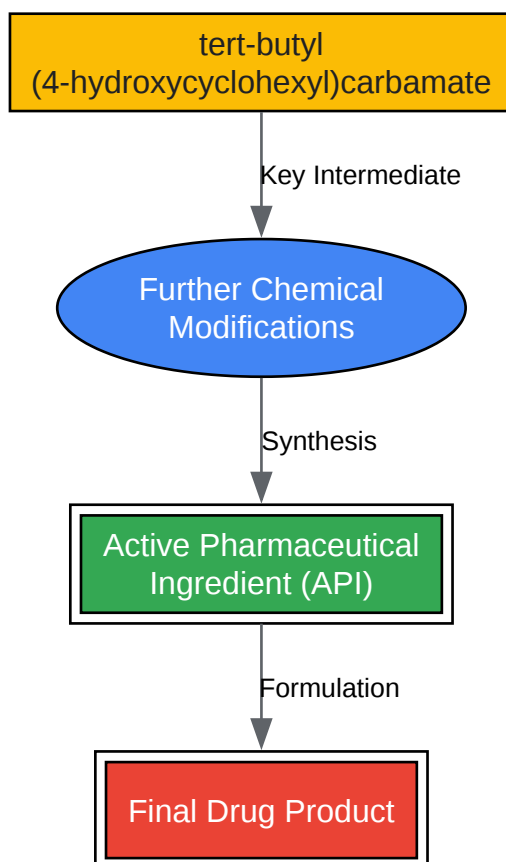 tert-butyl
(4-hydroxycyclohexyl)carbamate
Key Intermediate
Further Chemical
Modifications
Synthesis
Active Pharmaceutical
Ingredient (API)
Formulation
Final Drug Product